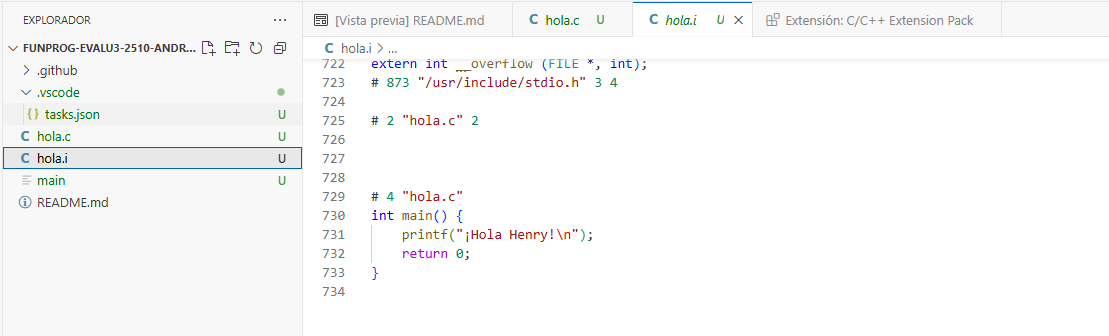 EXPLORADOR
[Vista previa] README.md
hola.c U
hola.i U
Extensión: C/C++ Extension Pack
FUNPROG-EVALU3-2510-ANDR...
.github
.vscode
tasks.json U
hola.c U
hola.i U
main U
README.md
hola.i > ...
722 extern int __overflow (FILE *, int);
723 # 873 "/usr/include/stdio.h" 3 4
724
725 # 2 "hola.c" 2
726
727
728
729 # 4 "hola.c"
730 int main() {
731 printf("¡Hola Henry!\n");
732 return 0;
733 }
734